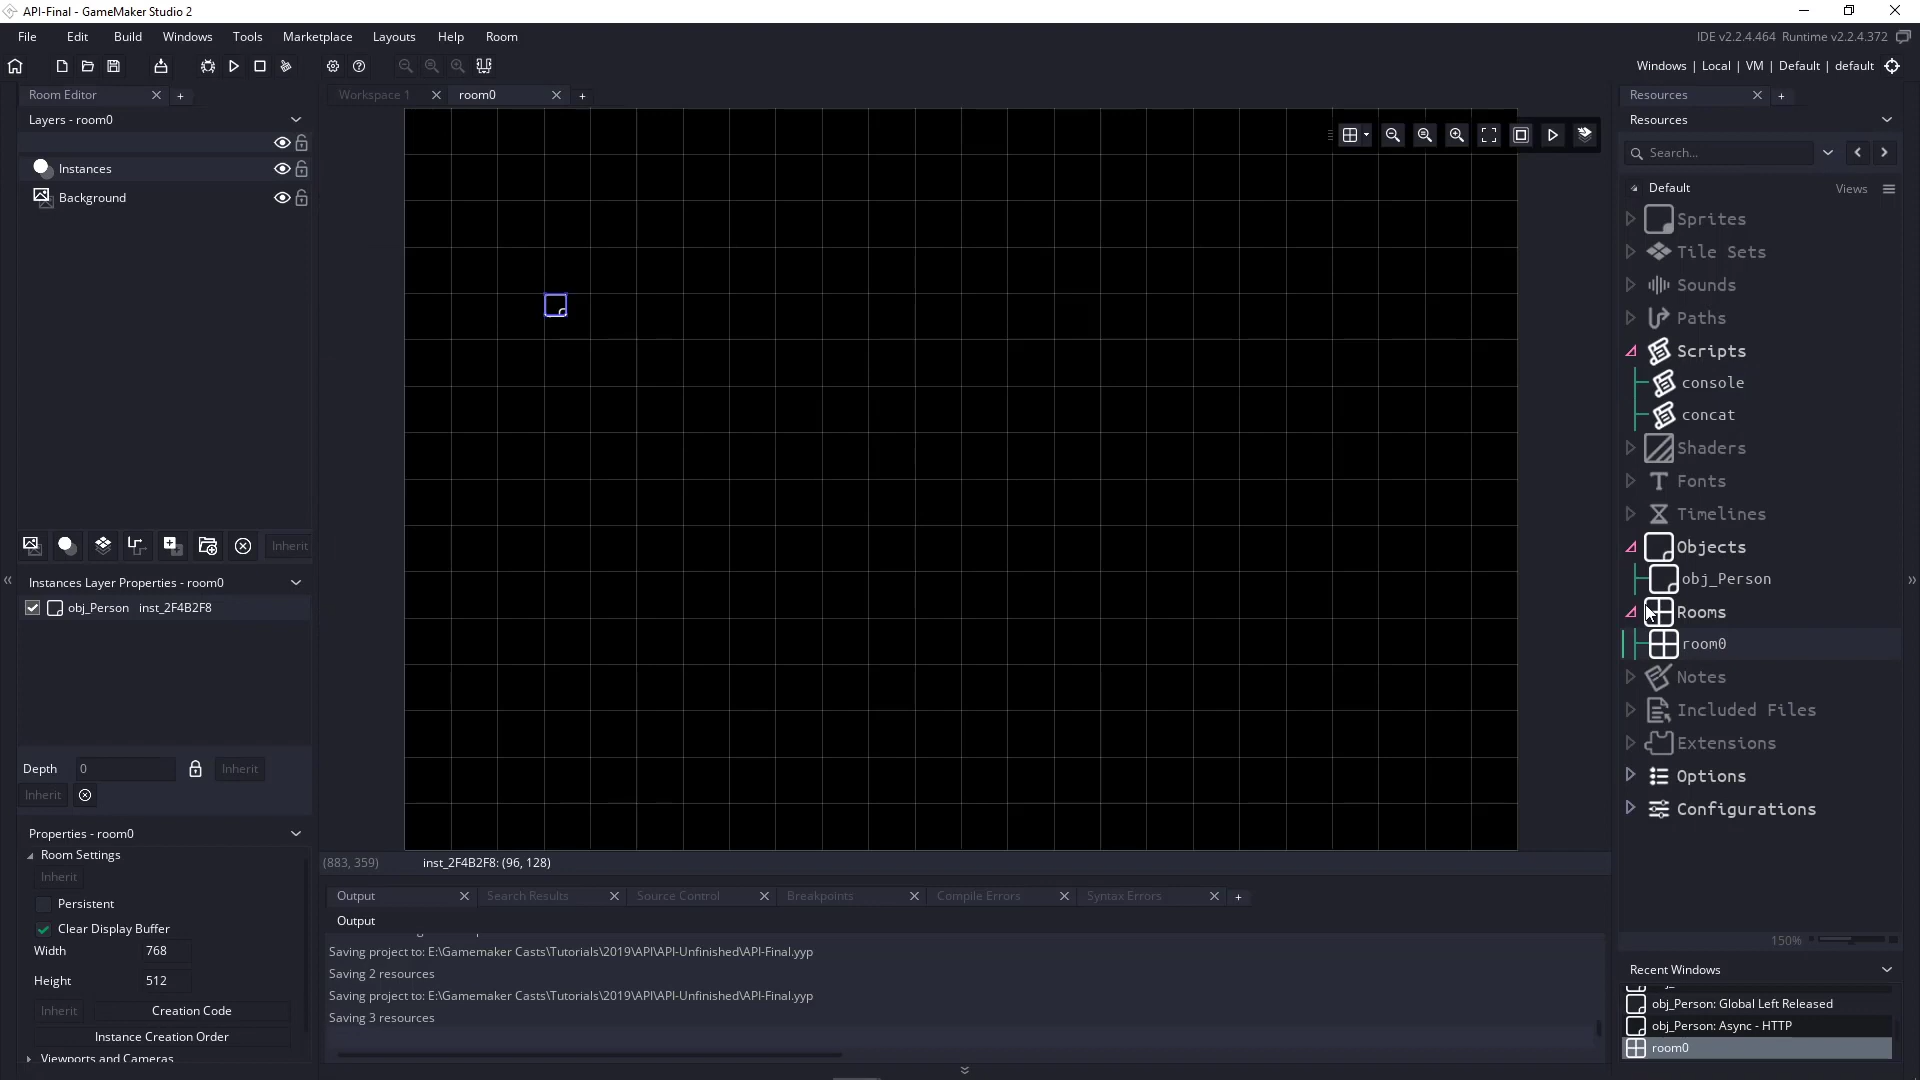 API-Final - GameMaker Studio 2
File Edit Build Windows Tools Marketplace Layouts Help Room
IDE v2.2.4.464 Runtime v2.2.4.372
Windows | Local | VM | Default | default
Room Editor
Workspace 1
room0
Resources
Layers - room0
Resources
Search...
Instances
Background
Default
Views
Sprites
Tile Sets
Sounds
Paths
Scripts
console
concat
Shaders
Fonts
Timelines
Objects
obj_Person
Rooms
room0
Notes
Included Files
Extensions
Options
Configurations
150%
Inherit
Instances Layer Properties - room0
obj_Person inst_2F4B2F8
Depth 0 Inherit
Inherit
Properties - room0
Room Settings
Inherit
Persistent
Clear Display Buffer
Width 768
Height 512
Inherit Creation Code
Instance Creation Order
Viewports and Cameras
(883, 359) inst_2F4B2F8: (96, 128)
Output Search Results Source Control Breakpoints Compile Errors Syntax Errors
Output
Saving project to: E:\Gamemaker Casts\Tutorials\2019\API\API-Unfinished\API-Final.yyp
Saving 2 resources
Saving project to: E:\Gamemaker Casts\Tutorials\2019\API\API-Unfinished\API-Final.yyp
Saving 3 resources
Recent Windows
obj_Person: Global Left Released
obj_Person: Async - HTTP
room0